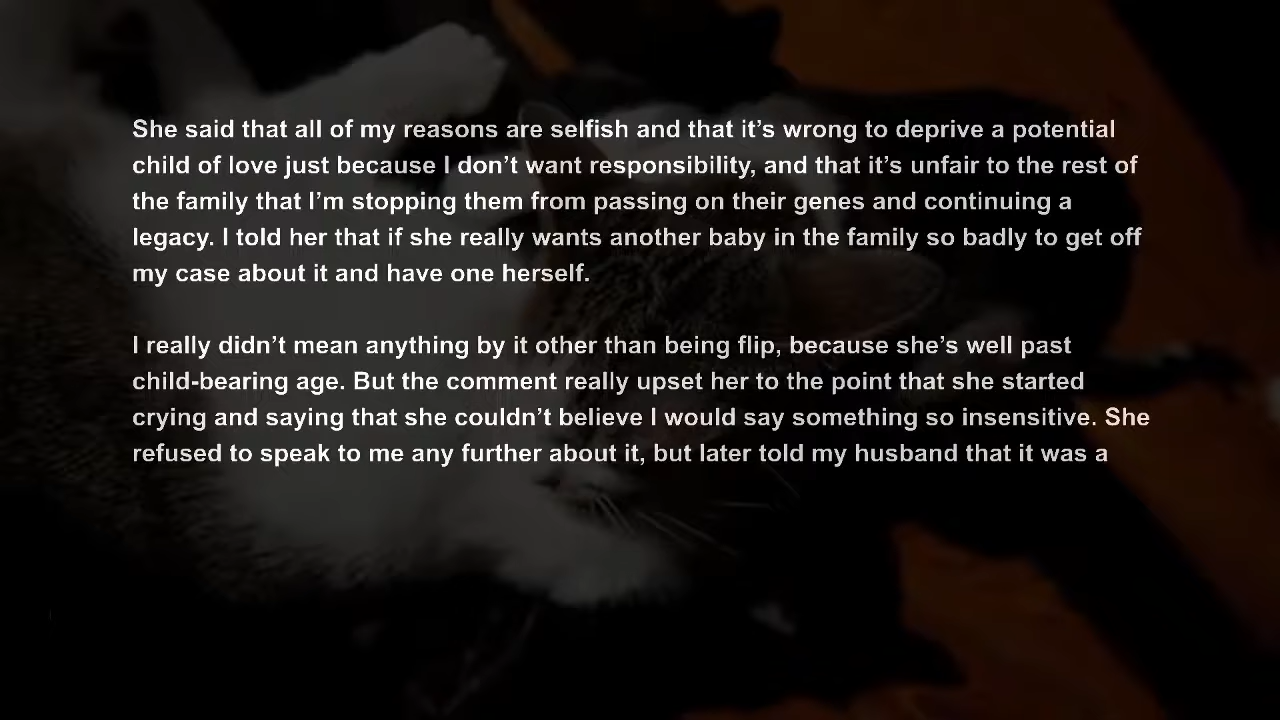 She said that all of my reasons are selfish and that it’s wrong to deprive a potential
child of love just because I don’t want responsibility, and that it’s unfair to the rest of
the family that I’m stopping them from passing on their genes and continuing a
legacy. I told her that if she really wants another baby in the family so badly to get off
my case about it and have one herself.
I really didn’t mean anything by it other than being flip, because she’s well past
child-bearing age. But the comment really upset her to the point that she started
crying and saying that she couldn’t believe I would say something so insensitive. She
refused to speak to me any further about it, but later told my husband that it was a